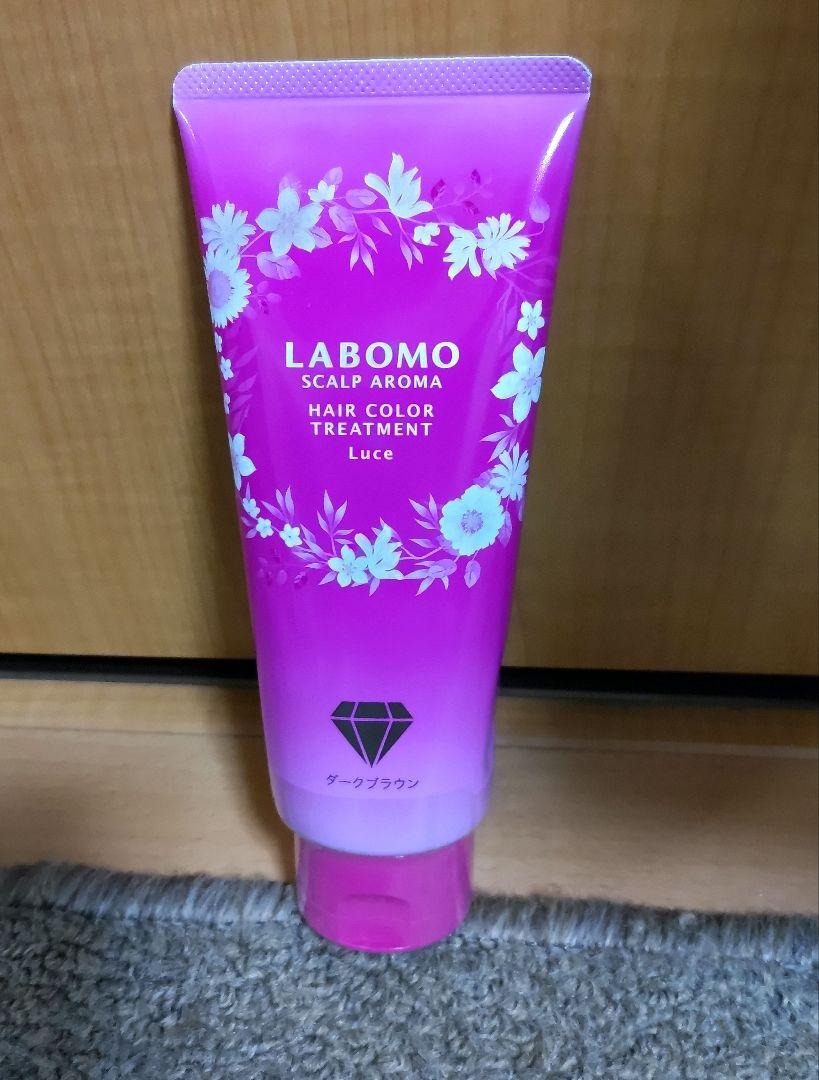 LABOMO
SCALP AROMA
HAIR COLOR
TREATMENT
Luce
ダークブラウン